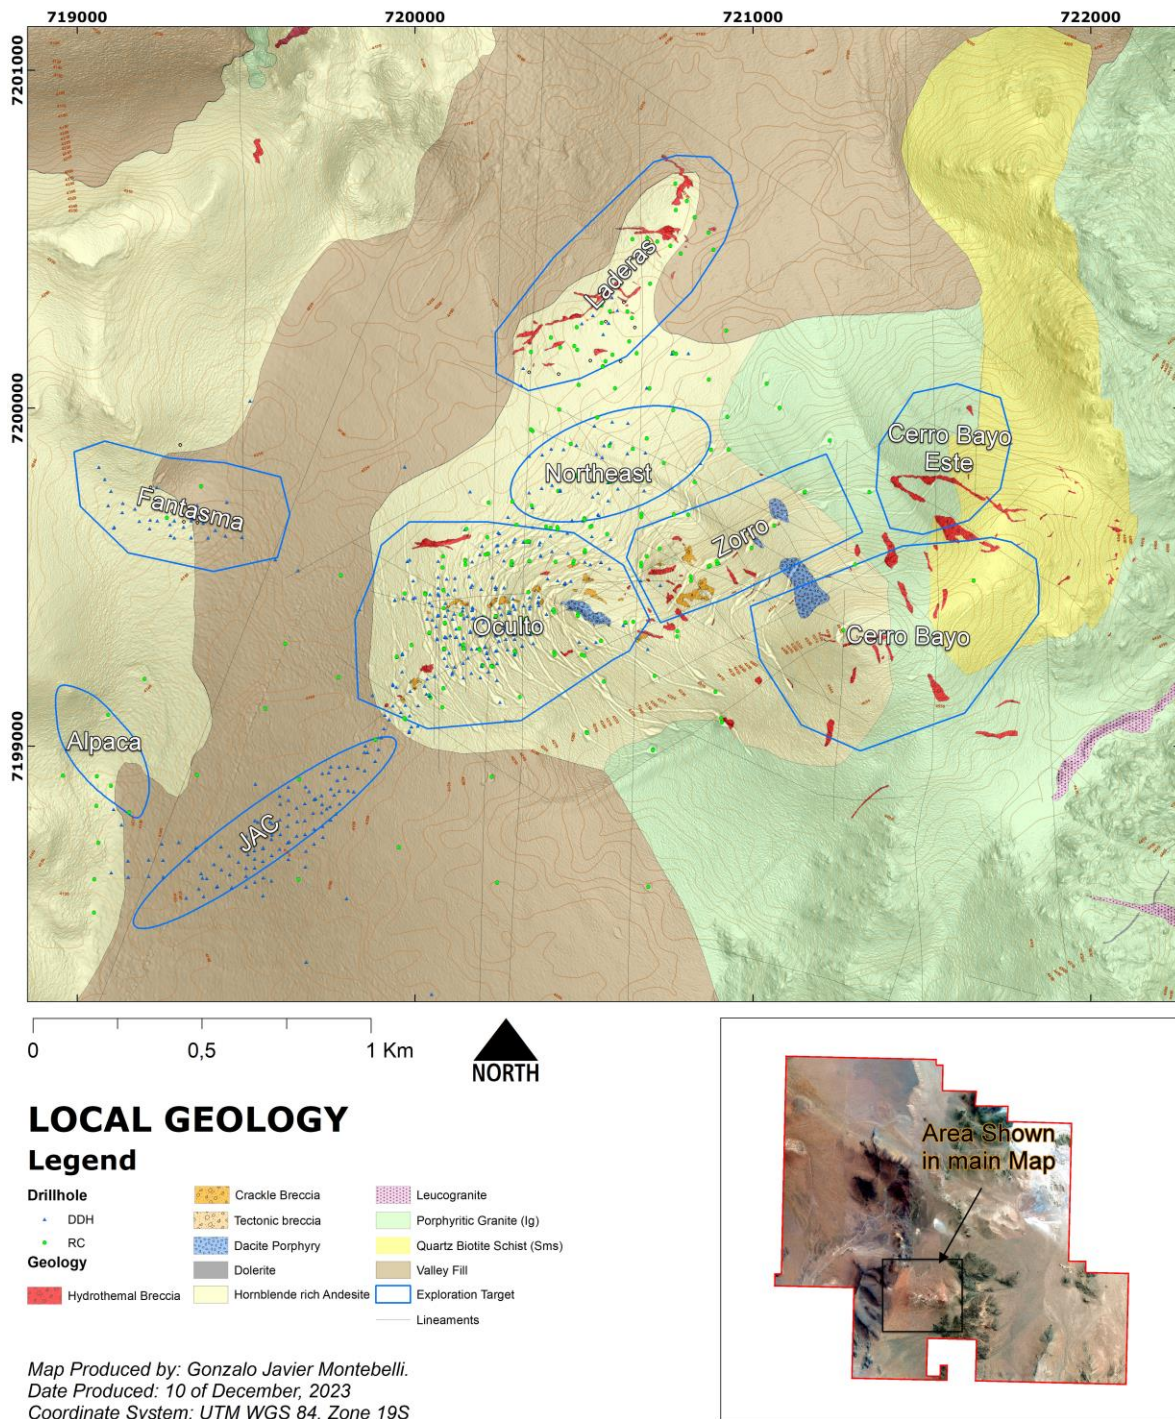 719000 720000 721000 722000
7201000
7200000
719000
Laderas
Cerro Bayo
Este
Northeast
Fantasma
Zorro
Oculto
Cerro Bayo
Alpaca
JAC
0 0,5 1 Km
NORTH
LOCAL GEOLOGY
Legend
Drillhole
DDH
RC
Geology
Hydrothemal Breccia
Crackle Breccia
Tectonic breccia
Dacite Porphyry
Dolerite
Hornblende rich Andesite
Leucogranite
Porphyritic Granite (Ig)
Quartz Biotite Schist (Sms)
Valley Fill
Exploration Target
Lineaments
Area Shown
in main Map
Map Produced by: Gonzalo Javier Montebelli.
Date Produced: 10 of December, 2023
Coordinate System: UTM WGS 84, Zone 19S